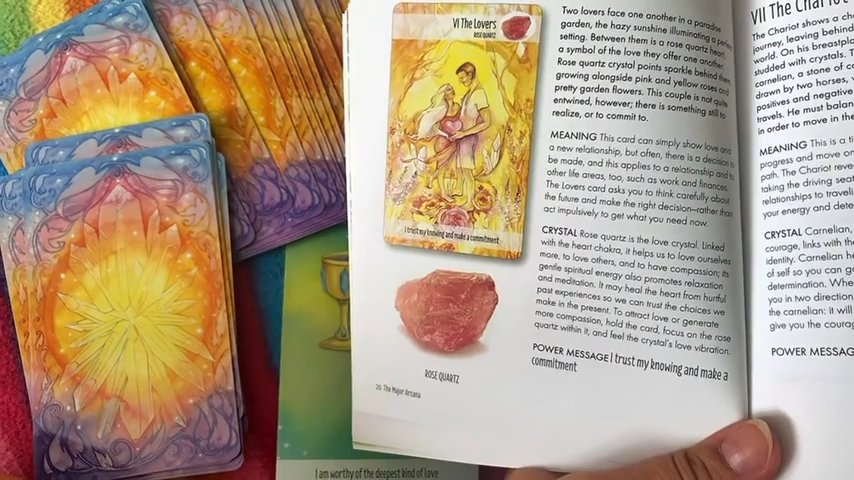 VI The Lovers
ROSE QUARTZ
I trust my knowing and make a commitment
ROSE QUARTZ
20 The Major Arcana
Two lovers face one another in a paradise
garden, the hazy sunshine illuminating a perfect
setting. Between them is a rose quartz heart,
a symbol of the love they offer one another.
Rose quartz crystal points sparkle behind them,
growing alongside pink and yellow roses and
pretty garden flowers. This couple is not quite
entwined, however; there is something still to
realize, or to commit to.
MEANING This card can simply show love and
a new relationship, but often, there is a decision to
be made, and this applies to a relationship and to
other life areas, too, such as work and finances.
The Lovers card asks you to think carefully about
the future and make the right decision—rather than
act impulsively to get what you need now.
CRYSTAL Rose quartz is the love crystal. Linked
with the heart chakra, it helps us to love ourselves
more, to love others, and to have compassion; its
gentle spiritual energy also promotes relaxation
and meditation. It may heal the heart from hurtful
past experiences so we can trust the choices we
make in the present. To attract love or generate
more compassion, hold the card, focus on the rose
quartz within it, and feel the crystal's love vibration.
POWER MESSAGE I trust my knowing and make a
commitment
VII The Chariot
The Chariot shows a
journey, leaving behind
world. On his breastplate
studded with crystals. T
carnelian, a stone of co
drawn by two horses,
positives and negative
travels. He must balan
in order to move in the
MEANING This is a ti
progress and move on
path. The Chariot reve
taking the driving seat
relationships to traveli
your energy and dete
CRYSTAL Carnelian,
courage, links with the
identity. Carnelian he
of self so you can g
determination. Whe
you in two direction
the carnelian: it will
give you the courag
POWER MESSAG
I am worthy of the deepest kind of love